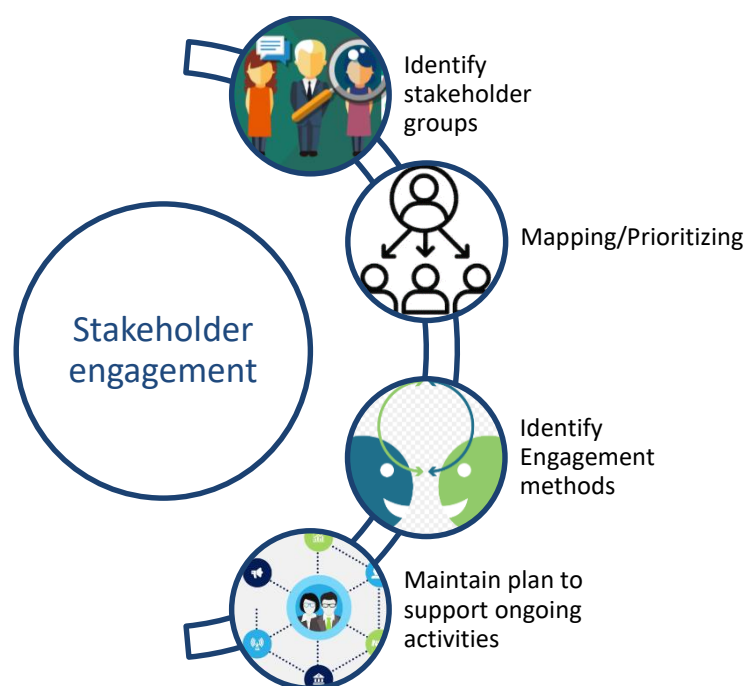 Identify
stakeholder
groups
Mapping/Prioritizing
Stakeholder
engagement
Identify
Engagement
methods
Maintain plan to
support ongoing
activities